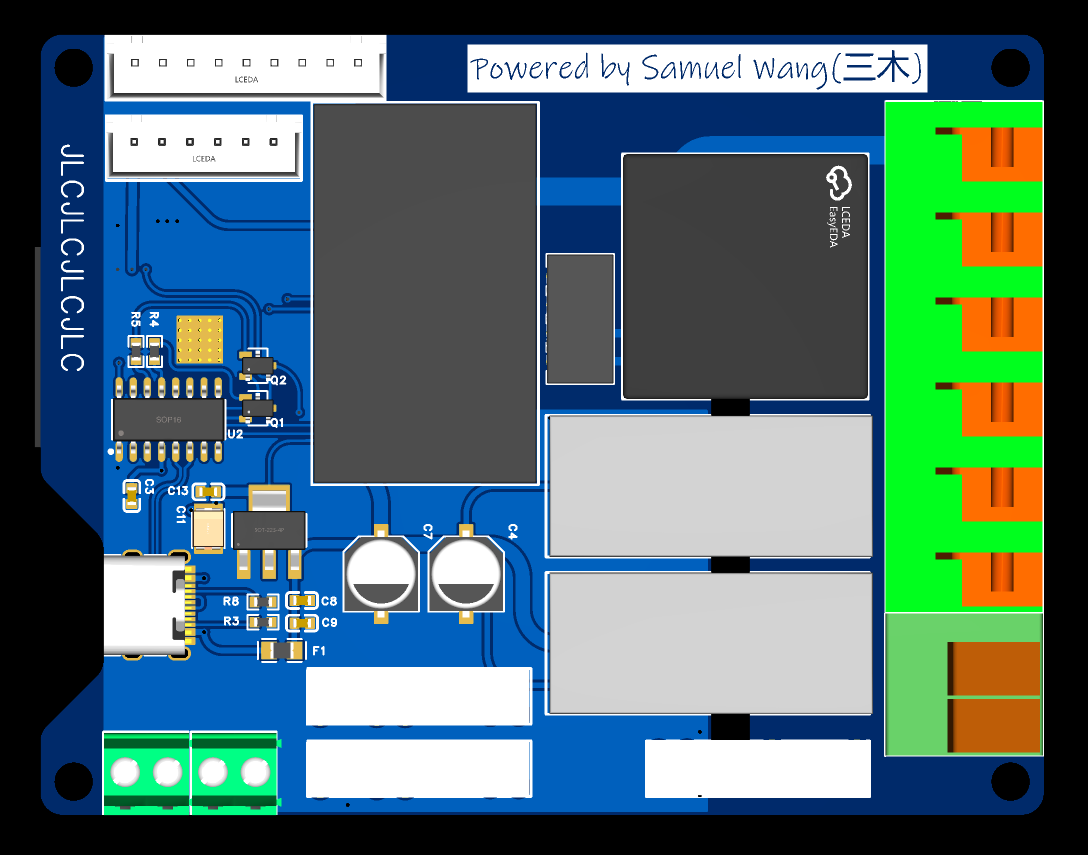 Powered by Samuel Wang(三木)
LCEDA
LCEDA
JLCJLCJLCJLC
LCEDA
EasyEDA
R5
R4
Q2
Q1
SOP16
U2
C3
C13
C11
C7
C4
R8
C8
R3
C9
F1